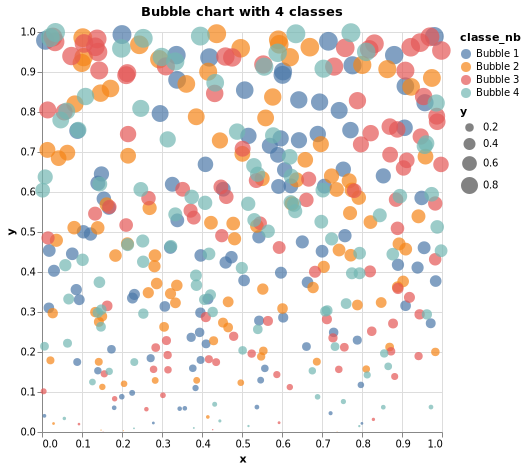 Bubble chart with 4 classes
1.0
0.9
0.8
0.7
0.6
0.5
0.4
0.3
0.2
0.1
0.0
y
0.0 0.1 0.2 0.3 0.4 0.5 0.6 0.7 0.8 0.9 1.0
x
classe_nb
Bubble 1
Bubble 2
Bubble 3
Bubble 4
y
0.2
0.4
0.6
0.8